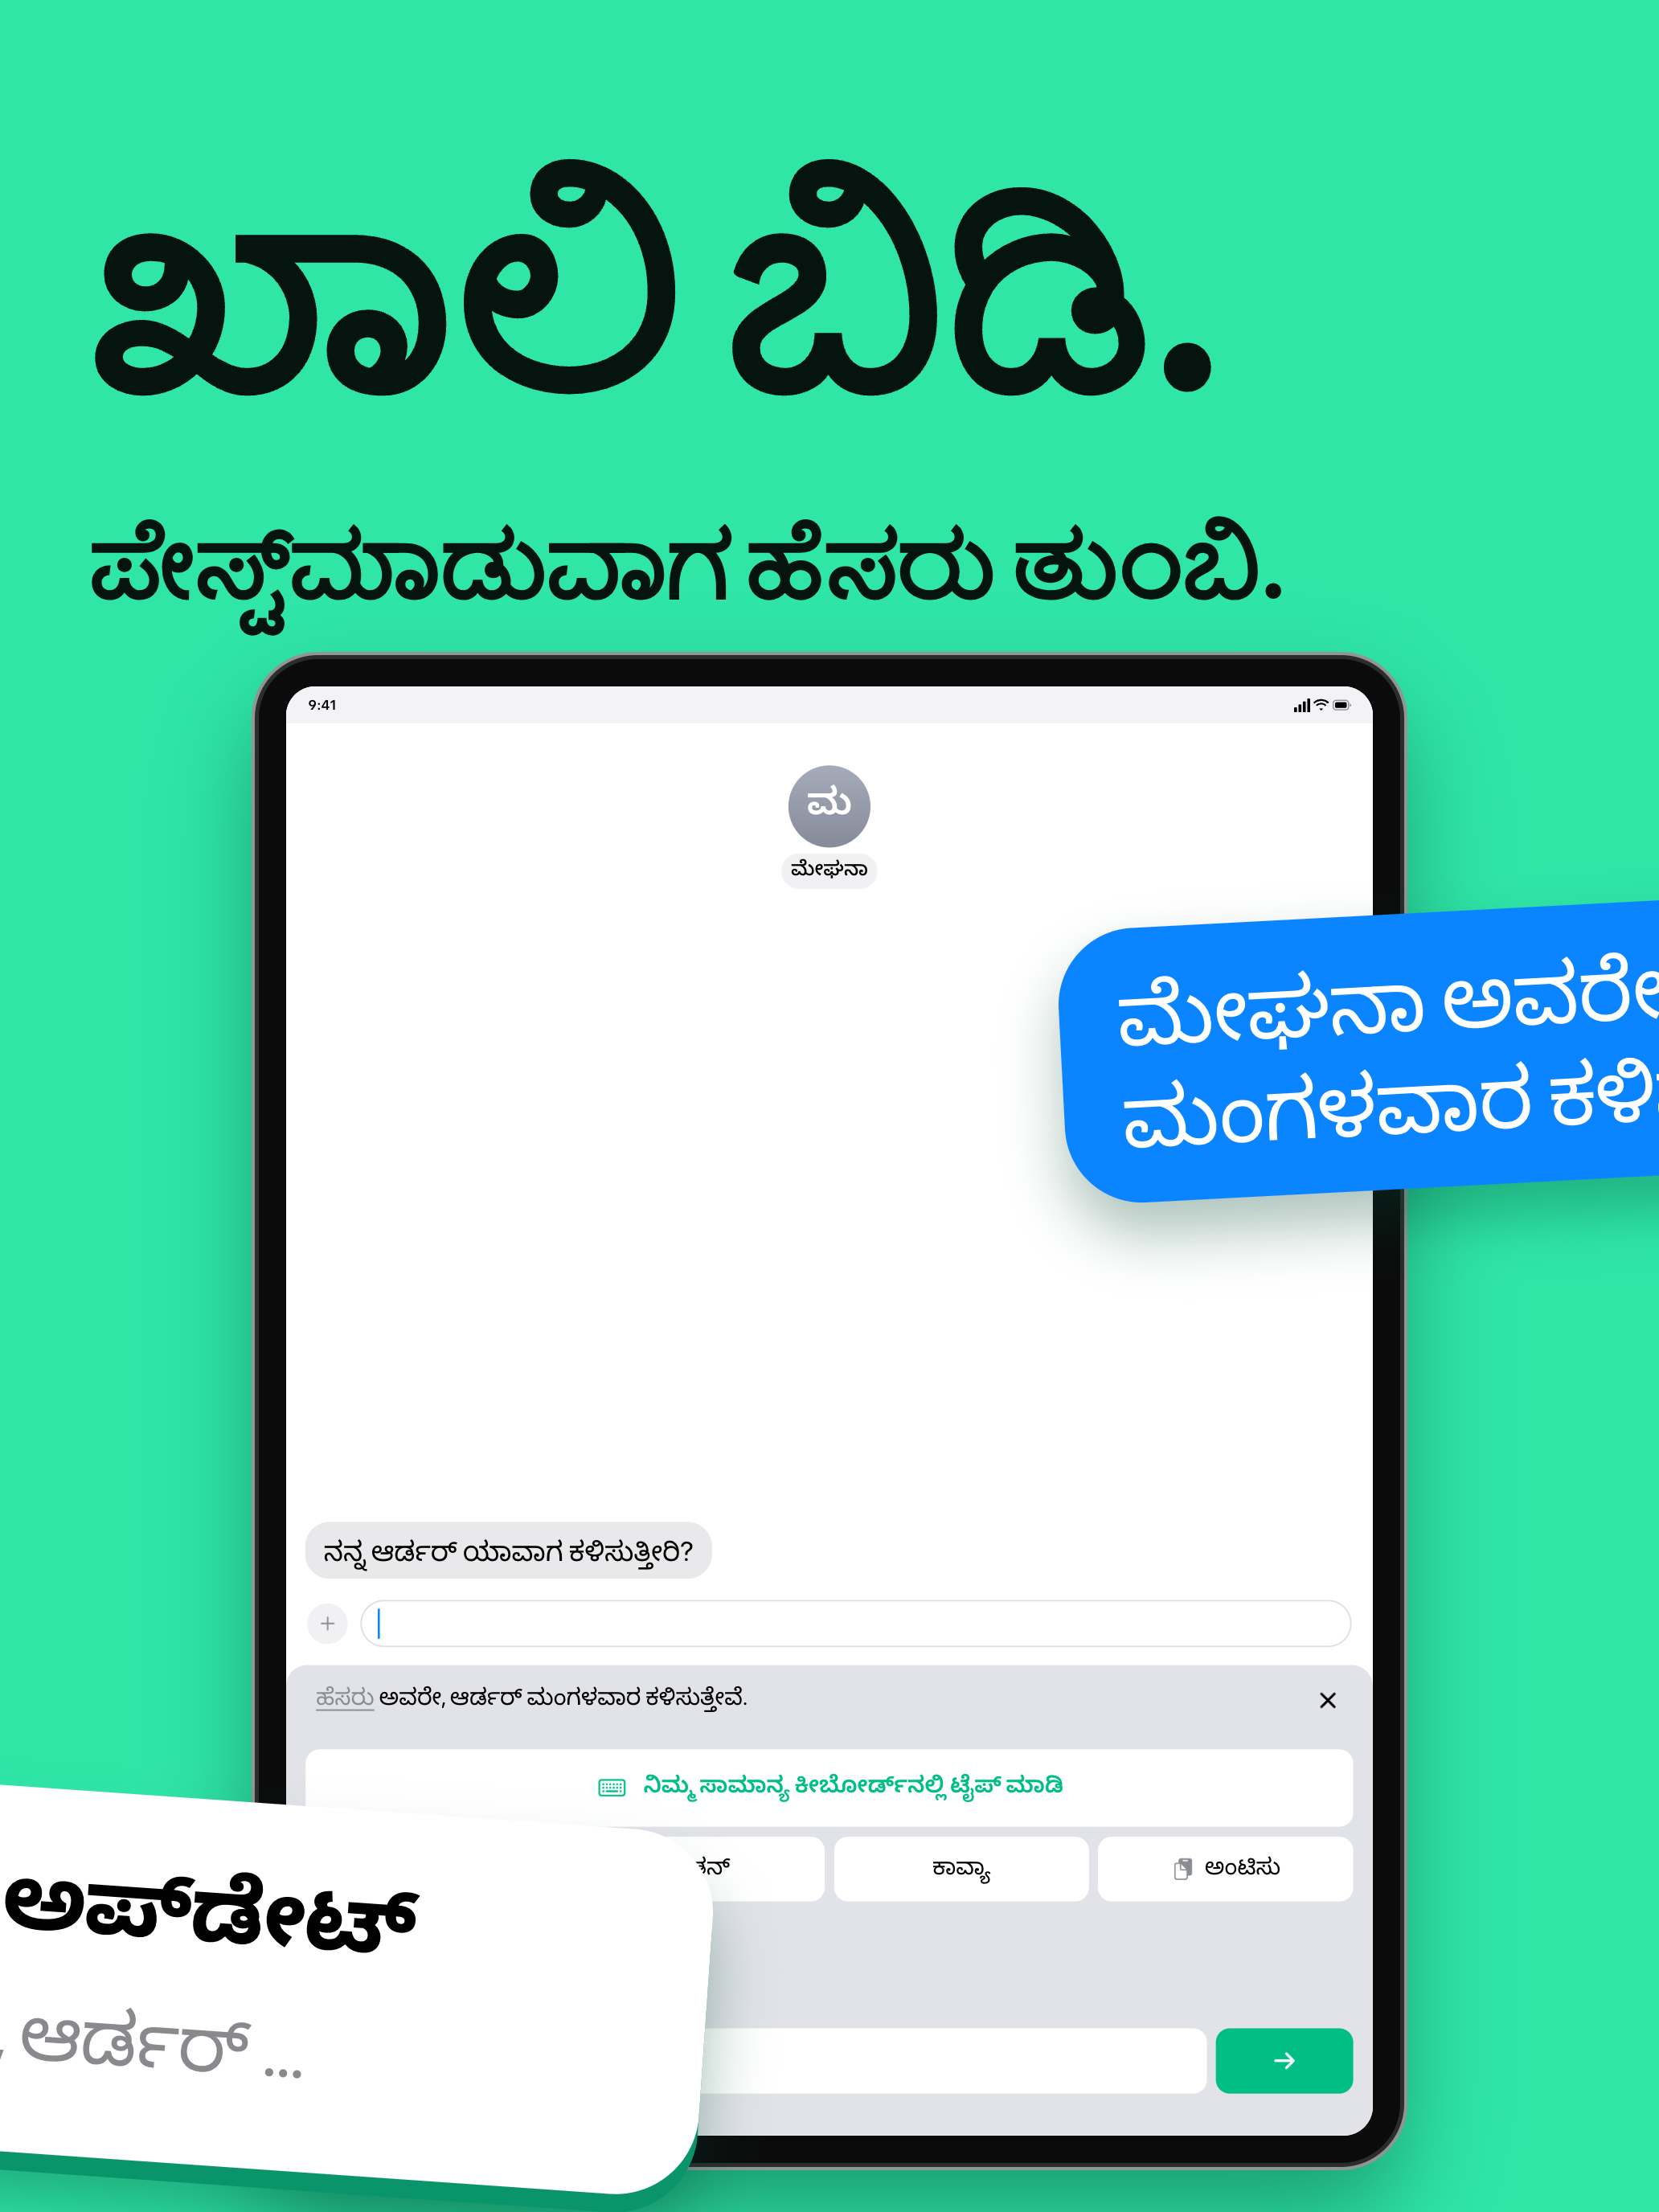 ಖಾಲಿ ಬಿಡಿ.
ಪೇಸ್ಟ್‌ಮಾಡುವಾಗ ಹೆಸರು ತುಂಬಿ.
9:41
ಮ
ಮೇಘನಾ
ಮೇಘನಾ ಅವರೇ
ಮಂಗಳವಾರ
ನನ್ನ ಆರ್ಡರ್ ಯಾವಾಗ ಕಳಿಸುತ್ತೀರಿ?
ಹೆಸರು ಅವರೇ, ಆರ್ಡರ್ ಮಂಗಳವಾರ ಕಳಿಸುತ್ತೇವೆ.
ನಿಮ್ಮ ಸಾಮಾನ್ಯ ಕೀಬೋರ್ಡ್‌ನಲ್ಲಿ ಟೈಪ್ ಮಾಡಿ
ಕಾವ್ಯಾ
ಅಂಟಿಸು
ಅಪ್‌ಡೇಟ್
, ಆರ್ಡರ್ ...